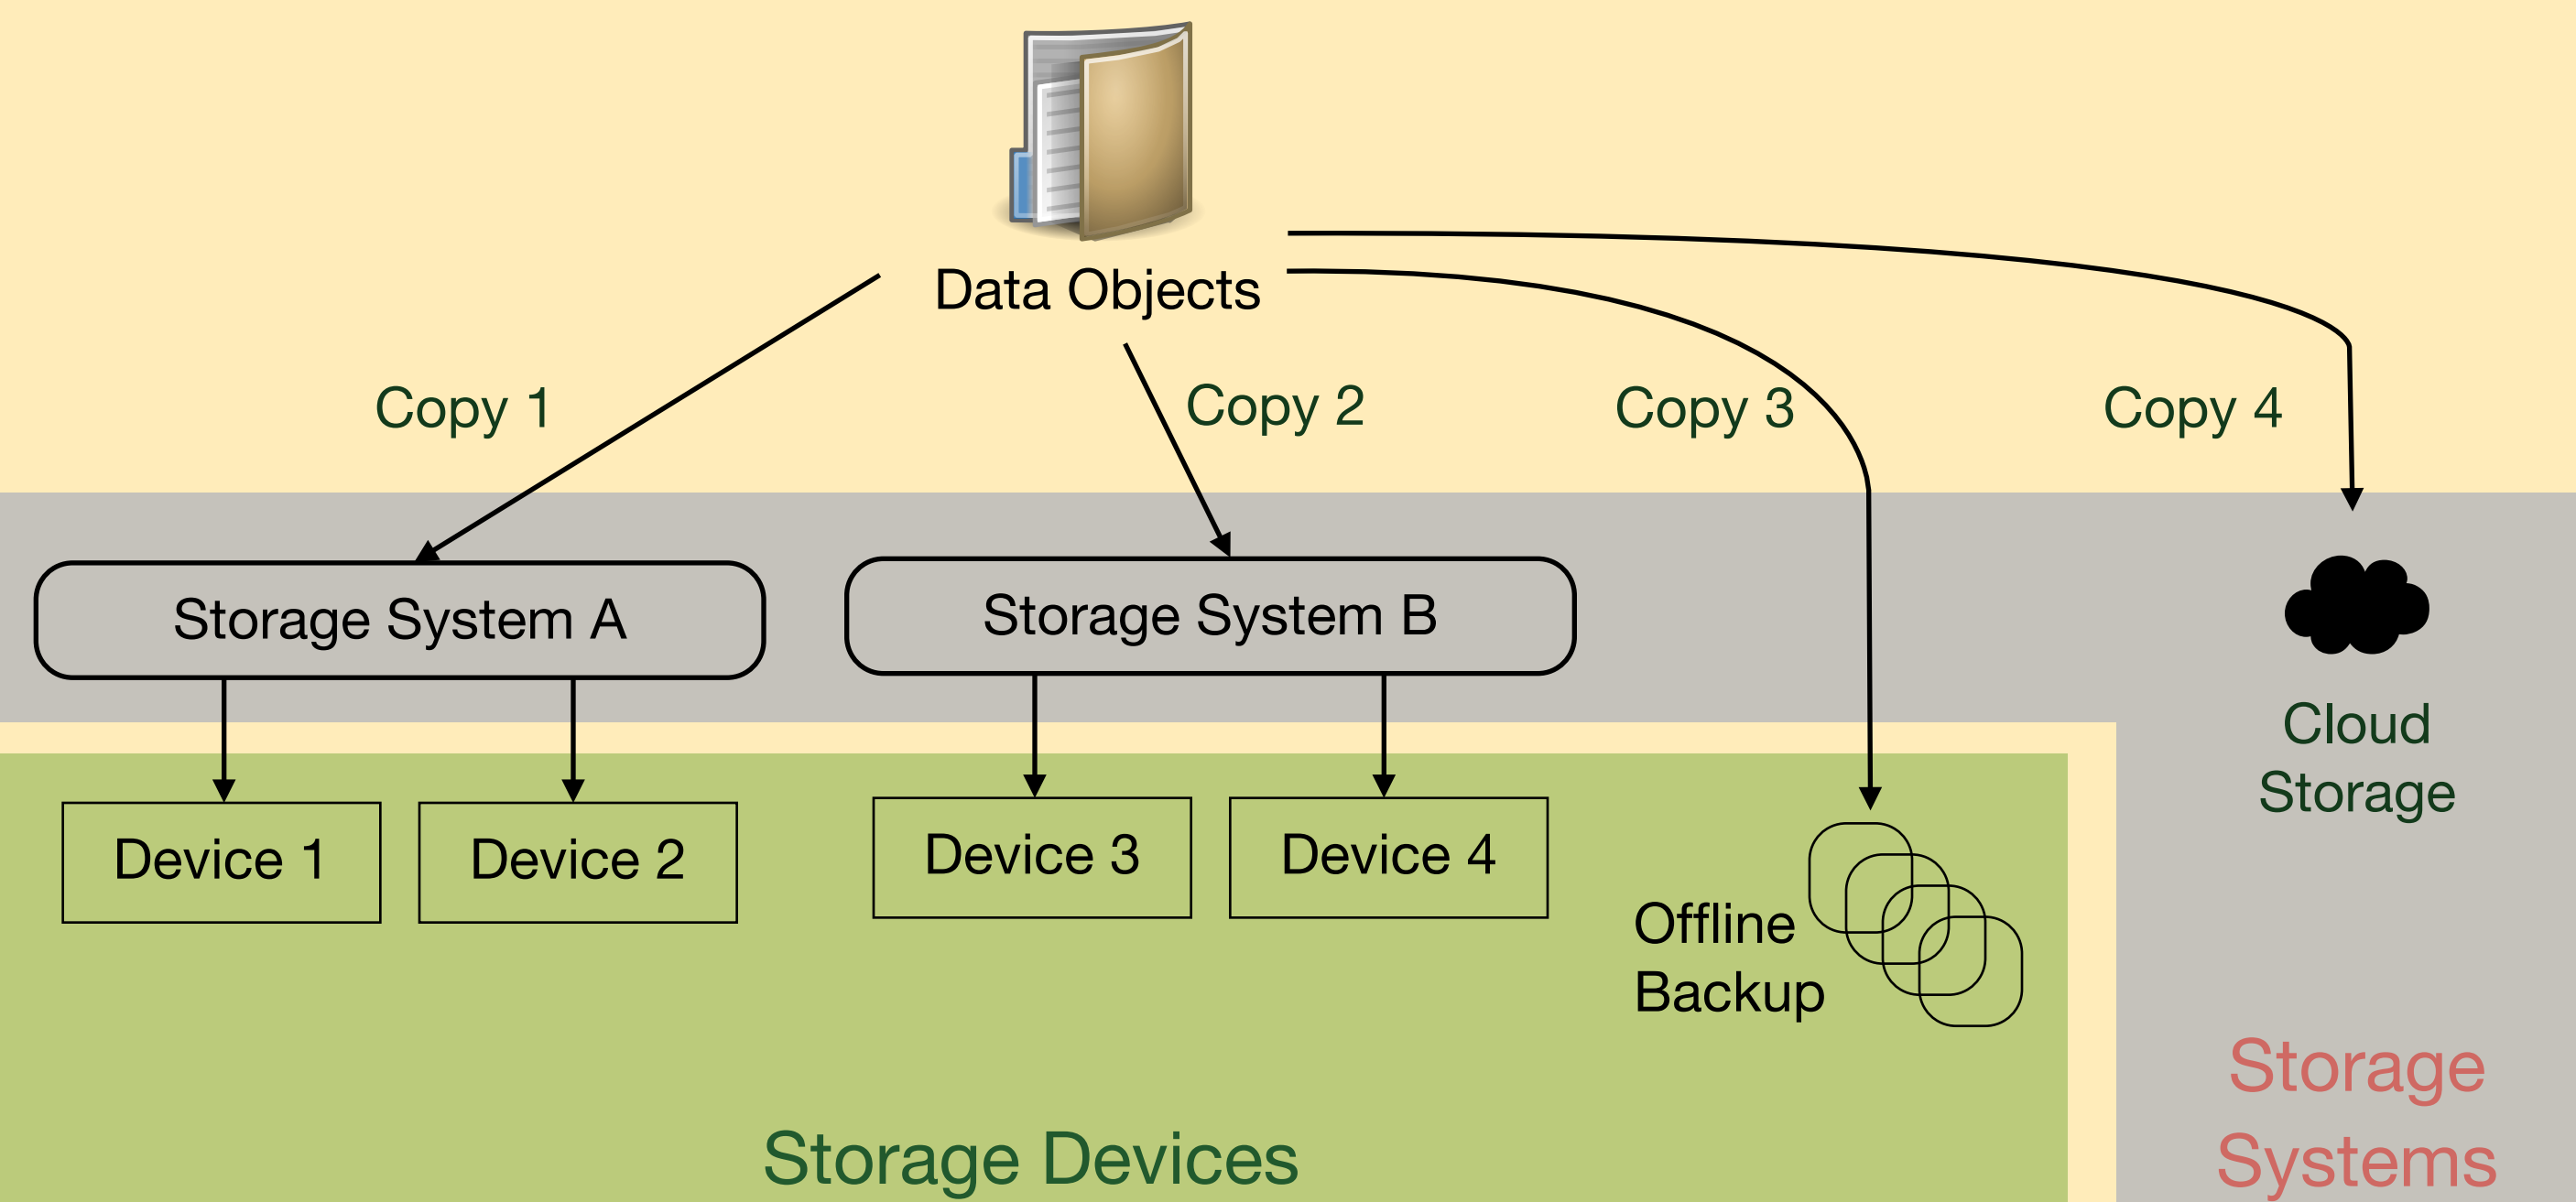 Data Objects
Copy 1
Copy 2
Copy 3
Copy 4
Storage System A
Storage System B
Cloud
Storage
Device 1
Device 2
Device 3
Device 4
Offline
Backup
Storage Devices
Storage
Systems